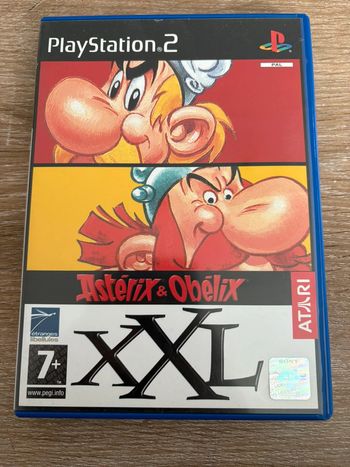 PlayStation®2
PAL
Astérix & Obélix
XXL
ATARI
étranges
libellules
7+
www.pegi.info
SONY